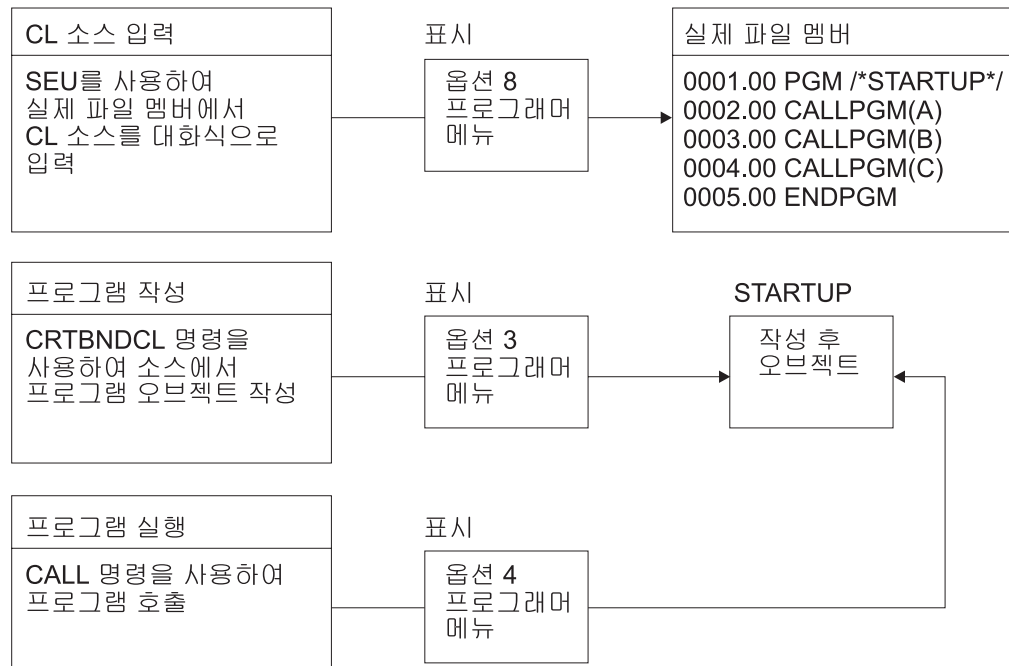 CL 소스 입력
SEU를 사용하여
실제 파일 멤버에서
CL 소스를 대화식으로
입력
표시
옵션 8
프로그래머
메뉴
실제 파일 멤버
0001.00 PGM /*STARTUP*/
0002.00 CALLPGM(A)
0003.00 CALLPGM(B)
0004.00 CALLPGM(C)
0005.00 ENDPGM
프로그램 작성
CRTBNDCL 명령을
사용하여 소스에서
프로그램 오브젝트 작성
표시
옵션 3
프로그래머
메뉴
STARTUP
작성 후
오브젝트
프로그램 실행
CALL 명령을 사용하여
프로그램 호출
표시
옵션 4
프로그래머
메뉴